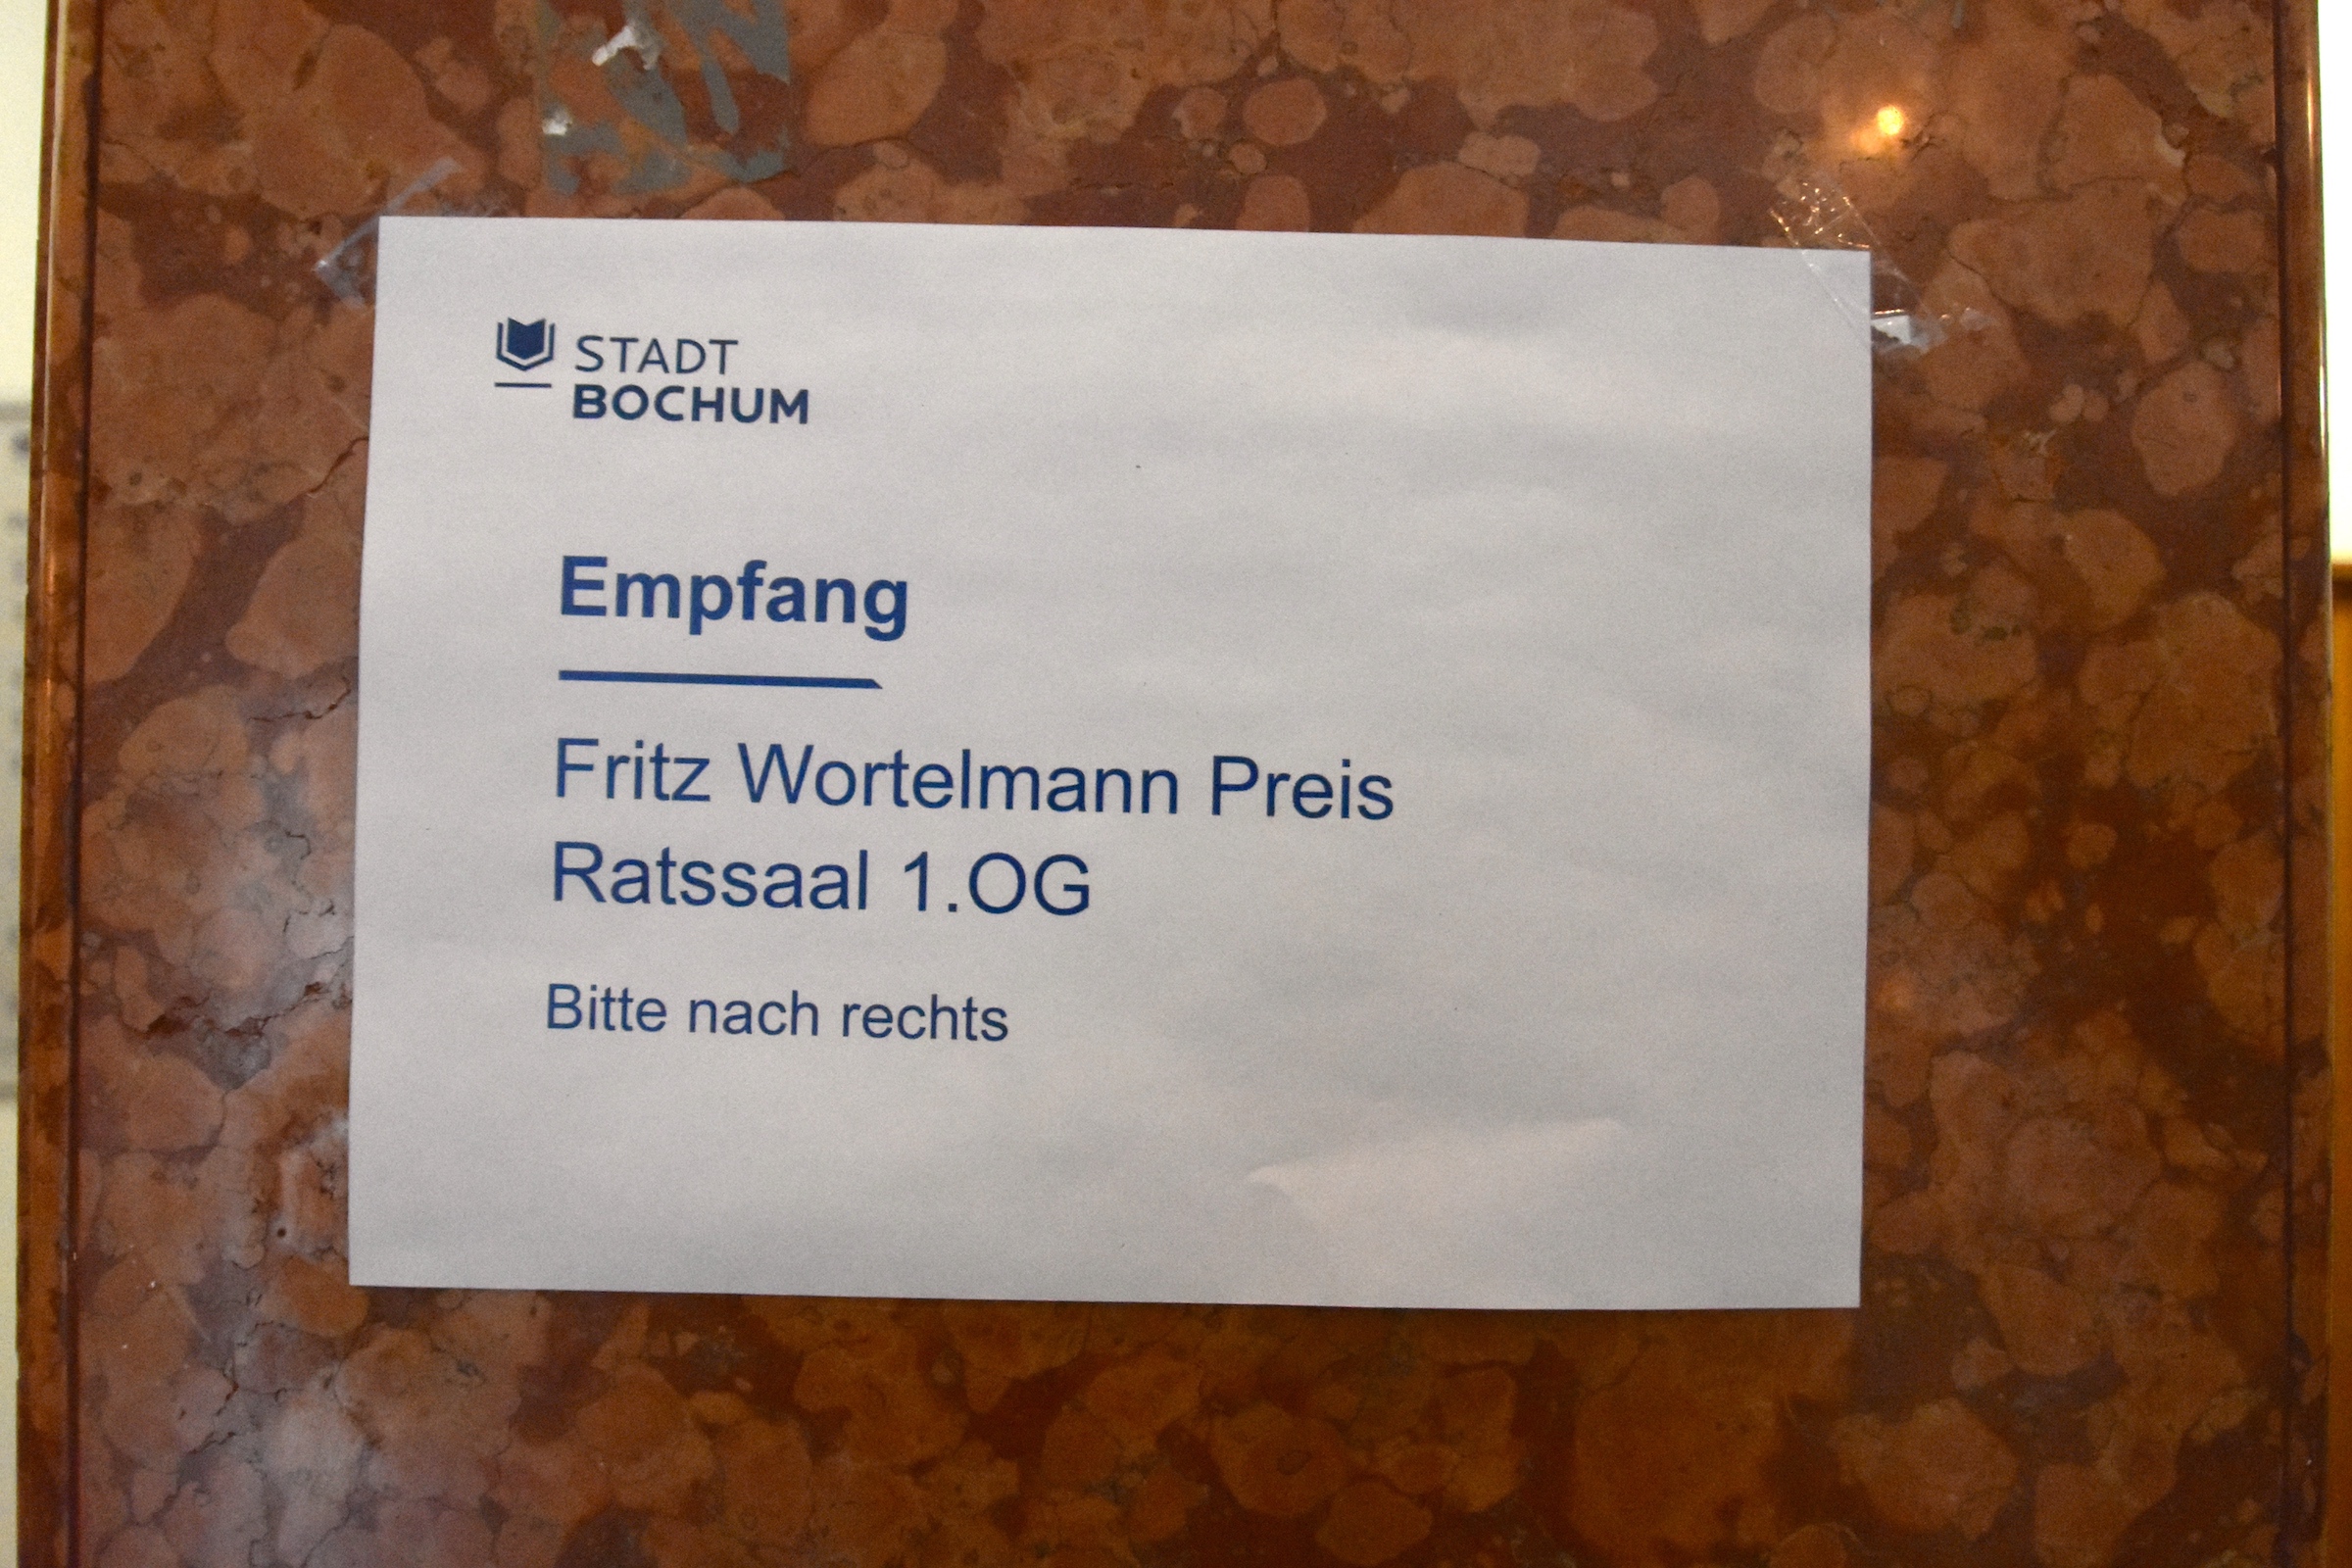 STADT
BOCHUM
Empfang
Fritz Wortelmann Preis
Ratssaal 1.OG
Bitte nach rechts